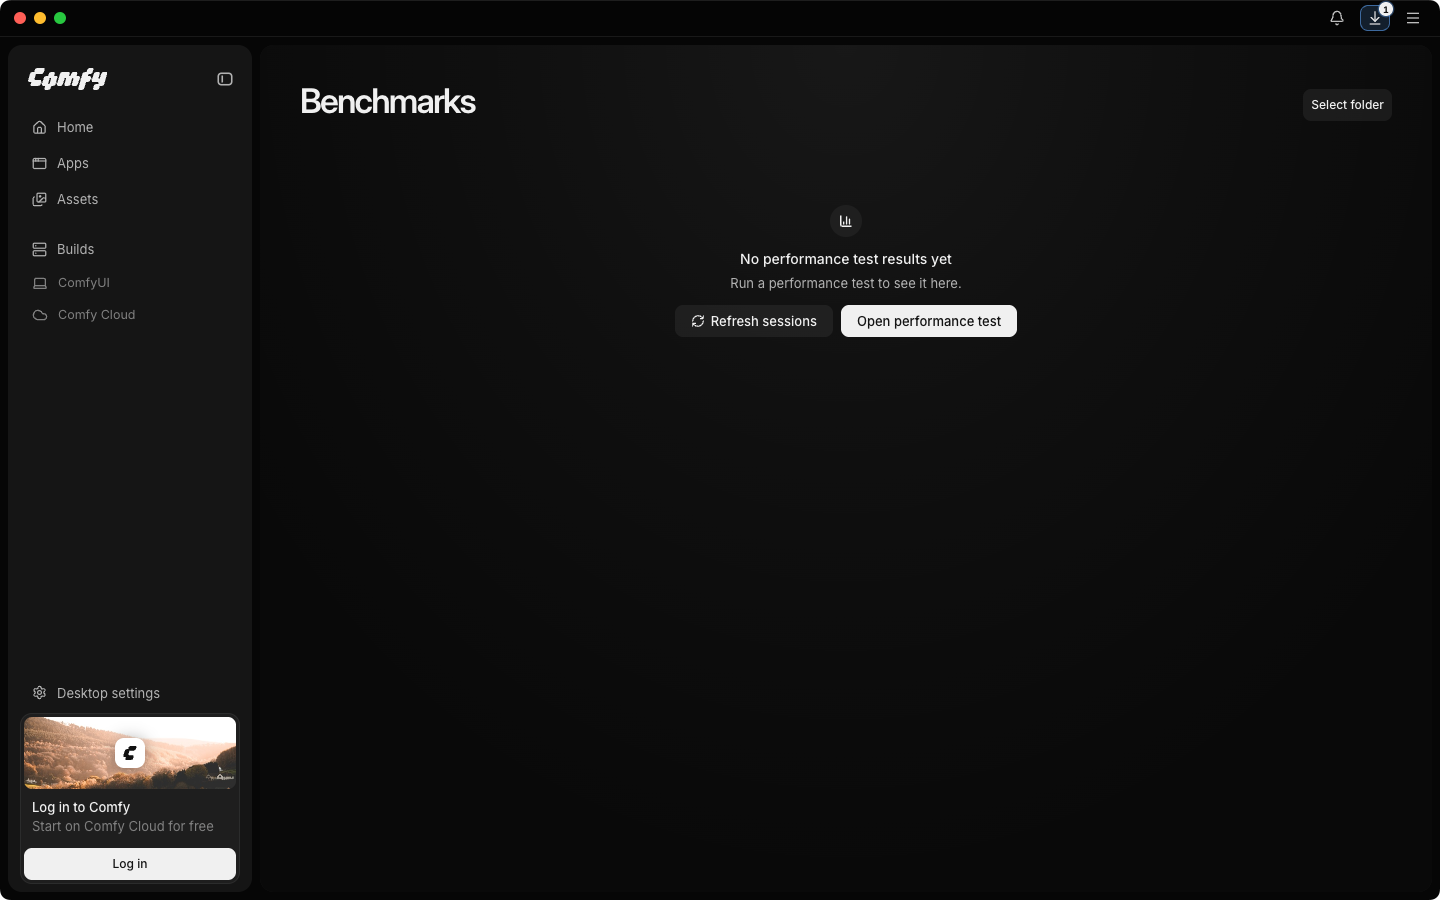 1
Comfy
Home
Apps
Assets
Builds
ComfyUI
Comfy Cloud
Desktop settings
Log in to Comfy
Start on Comfy Cloud for free
Log in
Benchmarks
Select folder
No performance test results yet
Run a performance test to see it here.
Refresh sessions
Open performance test